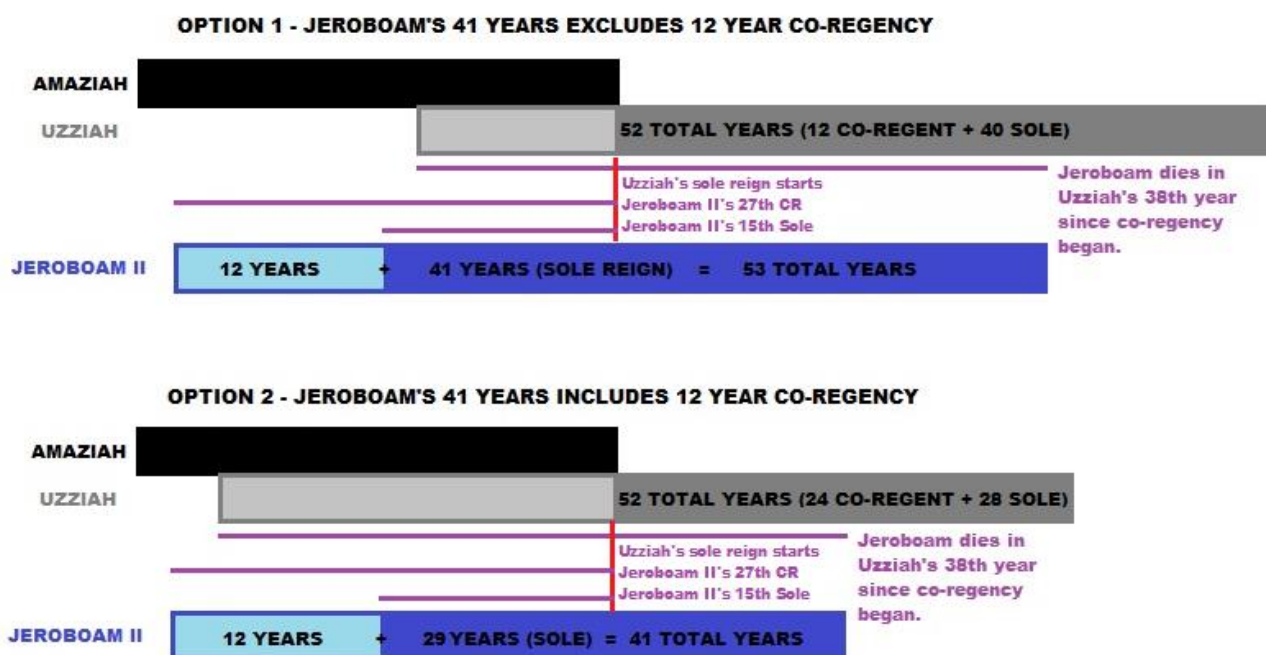 OPTION 1 - JEROBOAM'S 41 YEARS EXCLUDES 12 YEAR CO-REGENCY
AMAZIAH
UZZIAH
52 TOTAL YEARS (12 CO-REGENT + 40 SOLE)
Uzziah's sole reign starts
Jeroboam II's 27th CR
Jeroboam II's 15th Sole
Jeroboam dies in
Uzziah's 38th year
since co-regency
began.
JEROBOAM II
12 YEARS + 41 YEARS (SOLE REIGN) = 53 TOTAL YEARS
OPTION 2 - JEROBOAM'S 41 YEARS INCLUDES 12 YEAR CO-REGENCY
AMAZIAH
UZZIAH
52 TOTAL YEARS (24 CO-REGENT + 28 SOLE)
Uzziah's sole reign starts
Jeroboam II's 27th CR
Jeroboam II's 15th Sole
Jeroboam dies in
Uzziah's 38th year
since co-regency
began.
JEROBOAM II
12 YEARS + 29 YEARS (SOLE) = 41 TOTAL YEARS